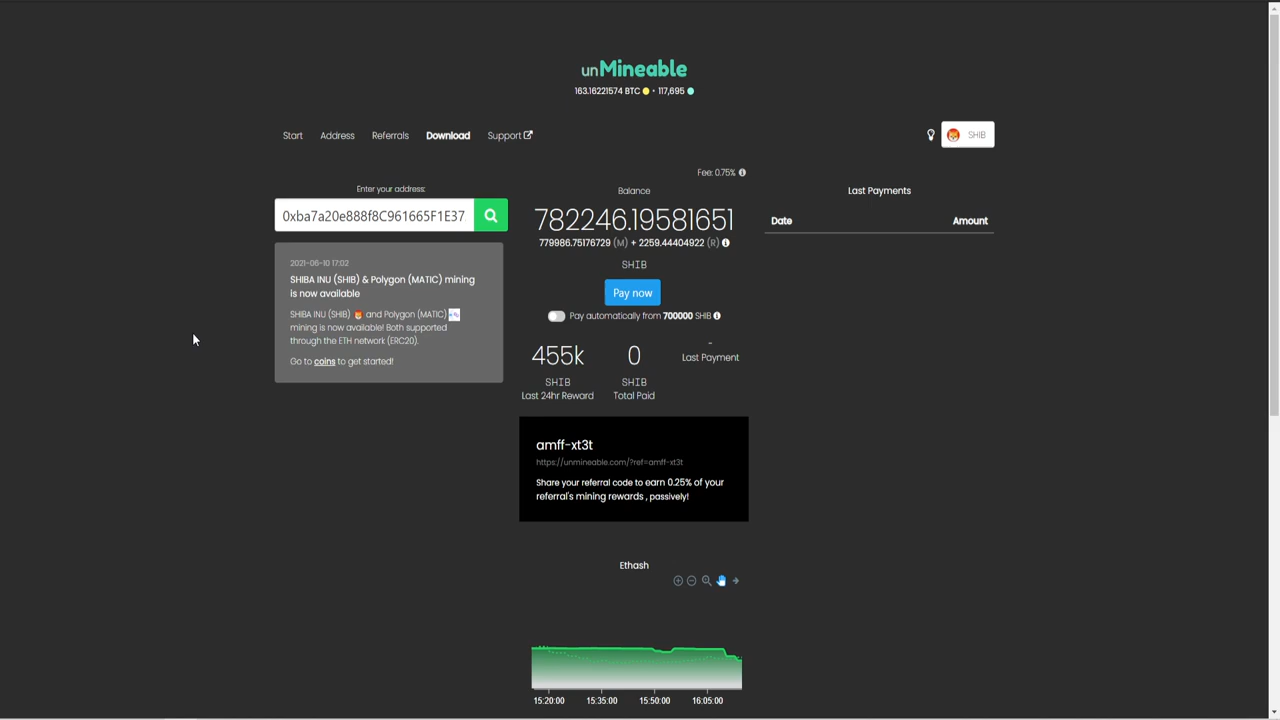 unMineable
163.16221574 BTC • 117,695
Start Address Referrals Download Support
SHIB
Fee: 0.75%
Enter your address:
0xba7a20e888f8C961665F1E37
2021-06-10 17:02
SHIBA INU (SHIB) & Polygon (MATIC) mining
is now available
SHIBA INU (SHIB) and Polygon (MATIC)
mining is now available! Both supported
through the ETH network (ERC20).
Go to coins to get started!
Balance
782246.19581651
779986.75176729 (M) + 2259.44404922 (R)
SHIB
Pay now
Pay automatically from 700000 SHIB
455k
SHIB
Last 24hr Reward
0
SHIB
Total Paid
-
Last Payment
amff-xt3t
https://unmineable.com/?ref=amff-xt3t
Share your referral code to earn 0.25% of your
referral's mining rewards , passively!
Ethash
15:20:00 15:35:00 15:50:00 16:05:00
Last Payments
Date Amount